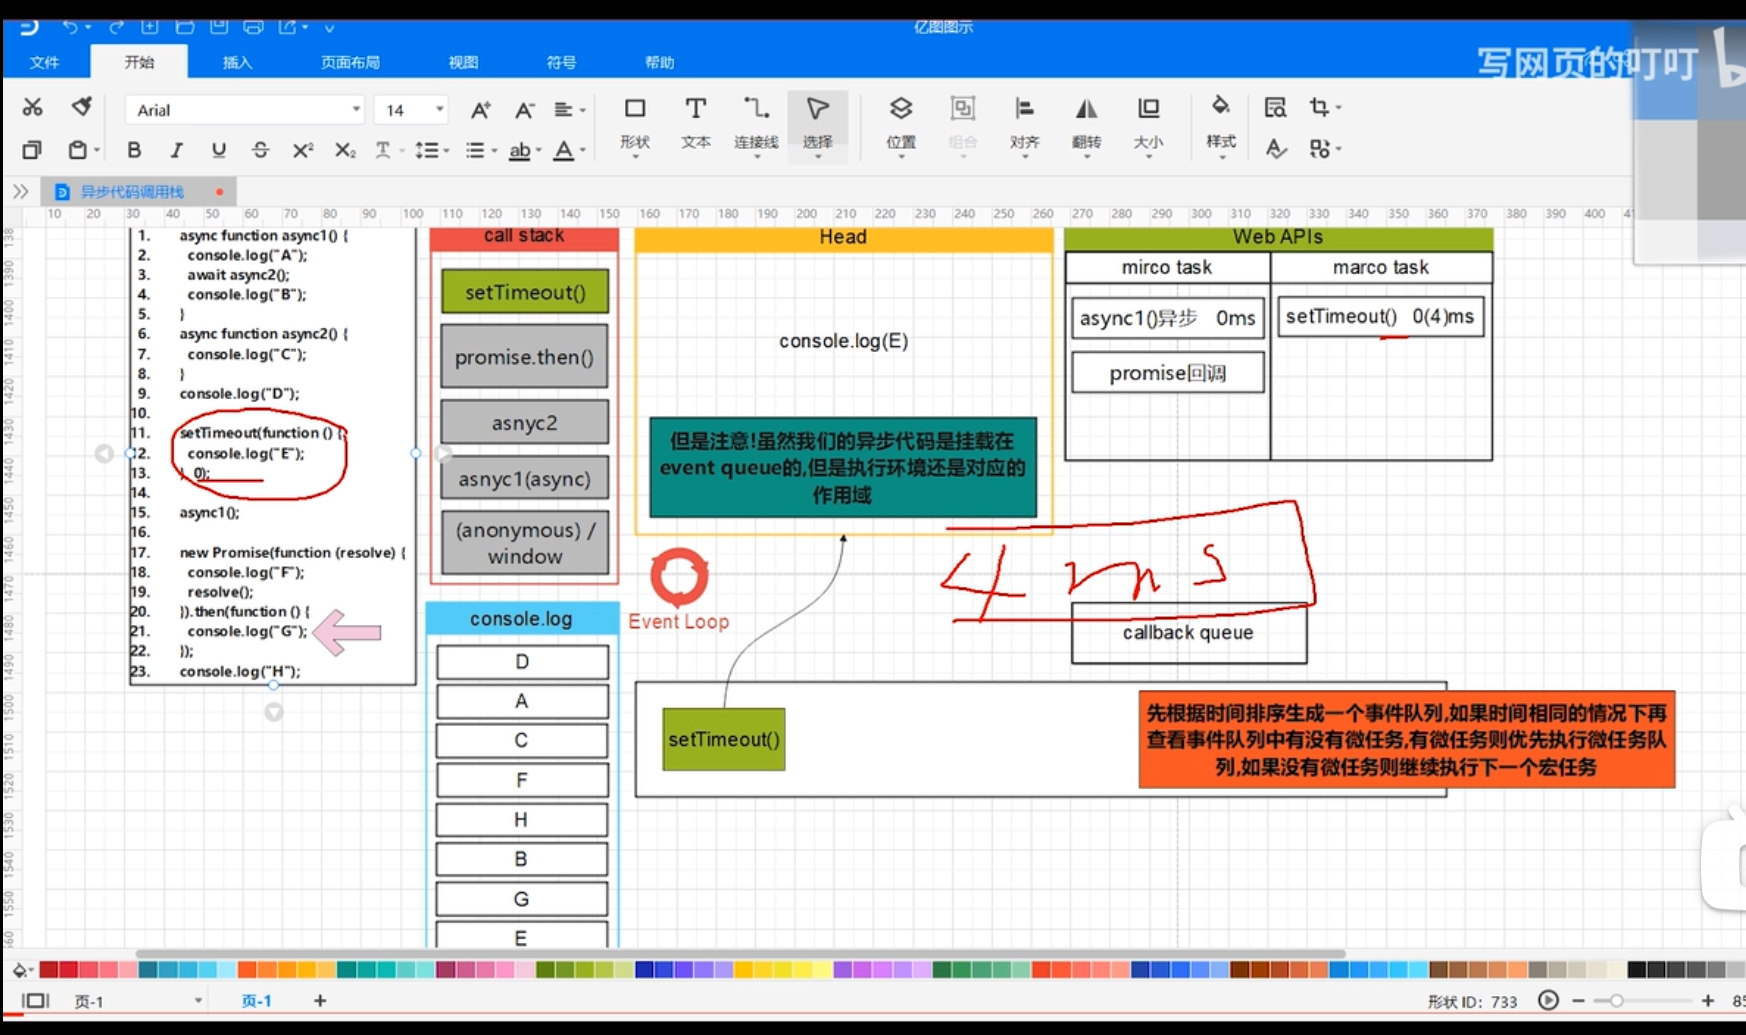 亿图图示
写网页的叮叮
文件 开始 插入 页面布局 视图 符号 帮助
Arial 14
形状 文本 连接线 选择 位置 组合 对齐 翻转 大小 样式
异步代码调用栈
10 20 30 40 50 60 70 80 90 100 110 120 130 140 150 160 170 180 190 200 210 220 230 240 250 260 270 280 290 300 310 320 330 340 350 360 370 380 390 400
1. async function async1() {
2. console.log("A");
3. await async2();
4. console.log("B");
5. }
6. async function async2() {
7. console.log("C");
8. }
9. console.log("D");
10.
11. setTimeout(function () {
12. console.log("E");
13. }, 0);
14.
15. async1();
16.
17. new Promise(function (resolve) {
18. console.log("F");
19. resolve();
20. }).then(function () {
21. console.log("G");
22. });
23. console.log("H");
call stack
setTimeout()
promise.then()
asnyc2
asnyc1(async)
(anonymous) /
window
console.log
D
A
C
F
H
B
G
E
Head
console.log(E)
但是注意!虽然我们的异步代码是挂载在
event queue的,但是执行环境还是对应的
作用域
Event Loop
Web APIs
mirco task
marco task
async1()异步 0ms
setTimeout() 0(4)ms
promise回调
4ms
callback queue
setTimeout()
先根据时间排序生成一个事件队列,如果时间相同的情况下再
查看事件队列中有没有微任务,有微任务则优先执行微任务队
列,如果没有微任务则继续执行下一个宏任务
页-1
页-1
形状 ID: 733